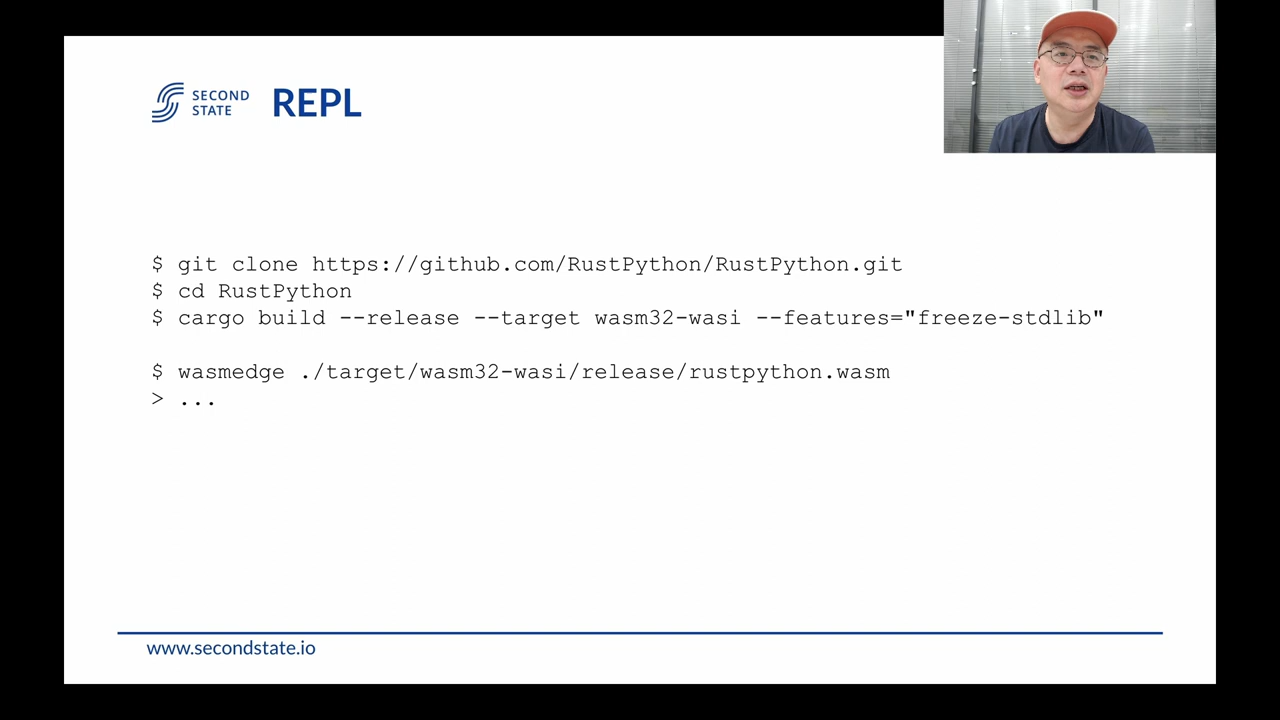 SECOND
STATE
REPL
$ git clone https://github.com/RustPython/RustPython.git
$ cd RustPython
$ cargo build --release --target wasm32-wasi --features="freeze-stdlib"
$ wasmedge ./target/wasm32-wasi/release/rustpython.wasm
> ...
www.secondstate.io